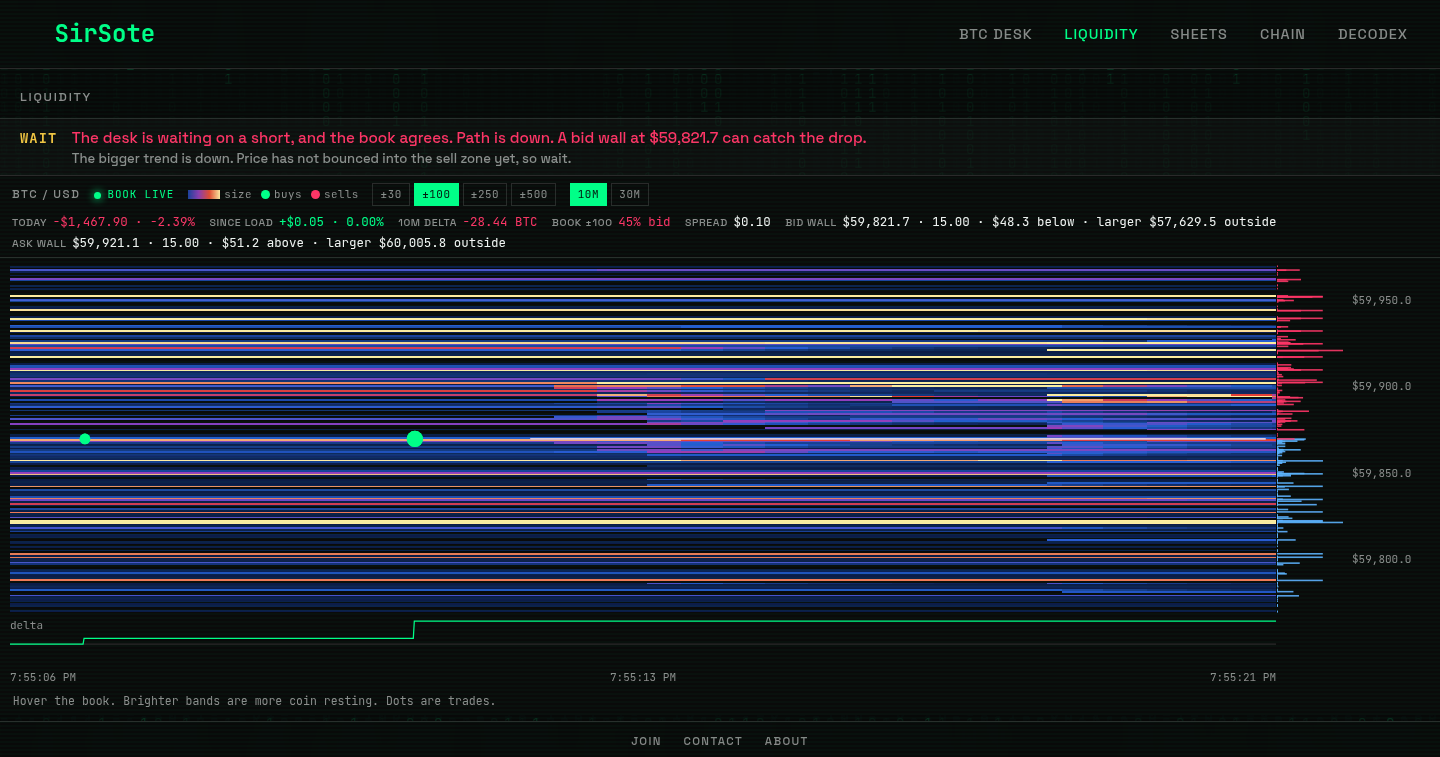 SirSote
BTC DESK LIQUIDITY SHEETS CHAIN DECODEX
LIQUIDITY
WAIT The desk is waiting on a short, and the book agrees. Path is down. A bid wall at $59,821.7 can catch the drop.
The bigger trend is down. Price has not bounced into the sell zone yet, so wait.
BTC / USD BOOK LIVE size buys sells ±30 ±100 ±250 ±500 10M 30M
TODAY -$1,467.90 · -2.39% SINCE LOAD +$0.05 · 0.00% 10M DELTA -28.44 BTC BOOK ±100 45% bid SPREAD $0.10 BID WALL $59,821.7 · 15.00 · $48.3 below · larger $57,629.5 outside
ASK WALL $59,921.1 · 15.00 · $51.2 above · larger $60,005.8 outside
$59,950.0
$59,900.0
$59,850.0
$59,800.0
delta
7:55:06 PM 7:55:13 PM 7:55:21 PM
Hover the book. Brighter bands are more coin resting. Dots are trades.
JOIN CONTACT ABOUT